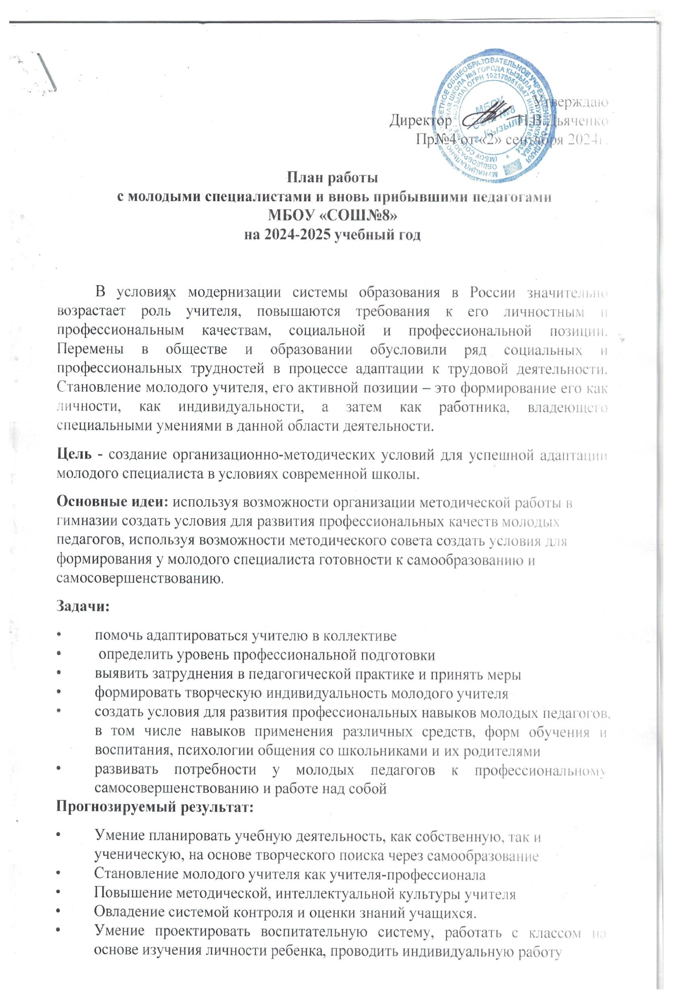 Утверждаю
Директор Н.В.Дьяченко
Пр№4 от «2» сентября 2024г.
МБОУ
СОШ №8
г. Кызыла
План работы
с молодыми специалистами и вновь прибывшими педагогами
МБОУ «СОШ№8»
на 2024-2025 учебный год
В условиях модернизации системы образования в России значительно
возрастает роль учителя, повышаются требования к его личностным и
профессиональным качествам, социальной и профессиональной позиции.
Перемены в обществе и образовании обусловили ряд социальных и
профессиональных трудностей в процессе адаптации к трудовой деятельности.
Становление молодого учителя, его активной позиции – это формирование его как
личности, как индивидуальности, а затем как работника, владеющего
специальными умениями в данной области деятельности.
Цель - создание организационно-методических условий для успешной адаптации
молодого специалиста в условиях современной школы.
Основные идеи: используя возможности организации методической работы в
гимназии создать условия для развития профессиональных качеств молодых
педагогов, используя возможности методического совета создать условия для
формирования у молодого специалиста готовности к самообразованию и
самосовершенствованию.
Задачи:
• помочь адаптироваться учителю в коллективе
• определить уровень профессиональной подготовки
• выявить затруднения в педагогической практике и принять меры
• формировать творческую индивидуальность молодого учителя
• создать условия для развития профессиональных навыков молодых педагогов,
в том числе навыков применения различных средств, форм обучения и
воспитания, психологии общения со школьниками и их родителями
• развивать потребности у молодых педагогов к профессиональному
самосовершенствованию и работе над собой
Прогнозируемый результат:
• Умение планировать учебную деятельность, как собственную, так и
ученическую, на основе творческого поиска через самообразование
• Становление молодого учителя как учителя-профессионала
• Повышение методической, интеллектуальной культуры учителя
• Овладение системой контроля и оценки знаний учащихся.
• Умение проектировать воспитательную систему, работать с классом на
основе изучения личности ребенка, проводить индивидуальную работу